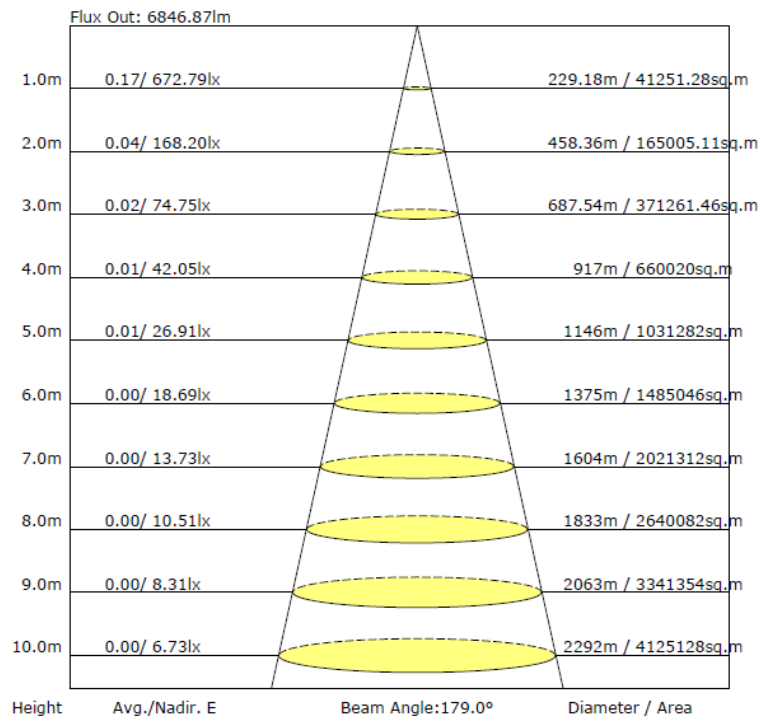 Flux Out: 6846.87lm
1.0m 0.17/ 672.79lx 229.18m / 41251.28sq.m
2.0m 0.04/ 168.20lx 458.36m / 165005.11sq.m
3.0m 0.02/ 74.75lx 687.54m / 371261.46sq.m
4.0m 0.01/ 42.05lx 917m / 660020sq.m
5.0m 0.01/ 26.91lx 1146m / 1031282sq.m
6.0m 0.00/ 18.69lx 1375m / 1485046sq.m
7.0m 0.00/ 13.73lx 1604m / 2021312sq.m
8.0m 0.00/ 10.51lx 1833m / 2640082sq.m
9.0m 0.00/ 8.31lx 2063m / 3341354sq.m
10.0m 0.00/ 6.73lx 2292m / 4125128sq.m
Height Avg./Nadir. E Beam Angle:179.0° Diameter / Area